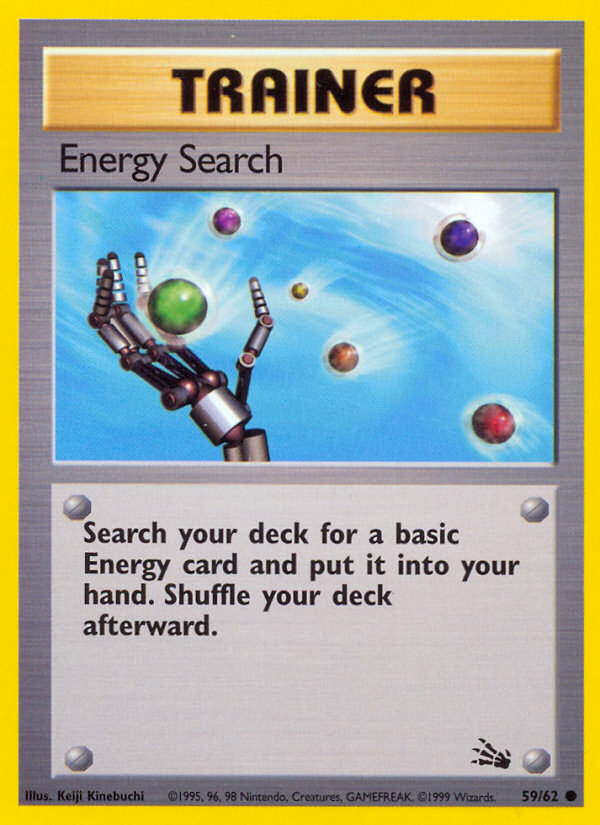 TRAINER
Energy Search
Search your deck for a basic
Energy card and put it into your
hand. Shuffle your deck
afterward.
Illus. Keiji Kinebuchi ©1995, 96, 98 Nintendo, Creatures, GAMEFREAK. ©1999 Wizards. 59/62